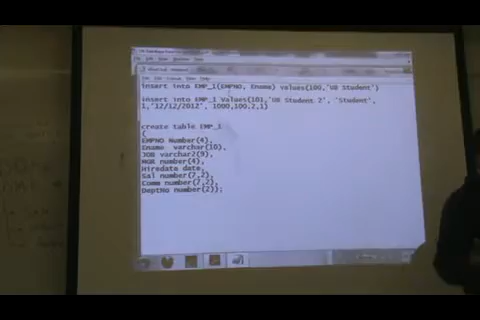 insert into EMP_1(EMPNO, Ename) values(100,'UB Student')
insert into EMP_1 Values(101,'UB Student 2', 'Student',
1,'12/12/2012', 1000,100.2,1)
create table EMP_1
(
EMPNO Number(4),
Ename varchar(10),
JOB varchar2(9),
MGR number(4),
Hiredate date,
Sal number(7,2),
Comm number(7,2),
DeptNo number(2));